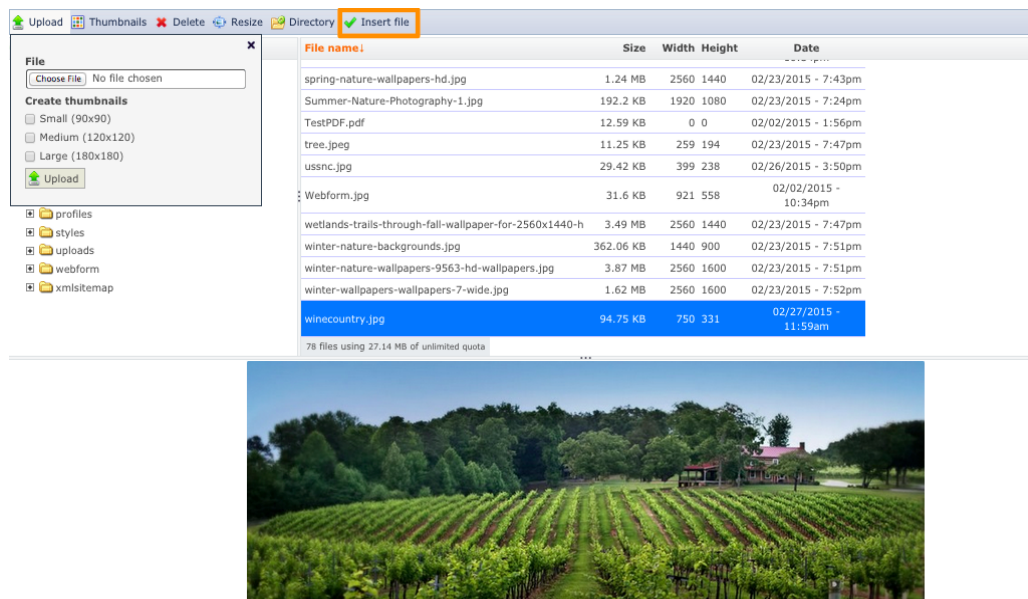 Upload Thumbnails Delete Resize Directory Insert file
x
File
Choose File No file chosen
Create thumbnails
Small (90x90)
Medium (120x120)
Large (180x180)
Upload
profiles
styles
uploads
webform
xmlsitemap
File name↓ Size Width Height Date
spring-nature-wallpapers-hd.jpg 1.24 MB 2560 1440 02/23/2015 - 7:43pm
Summer-Nature-Photography-1.jpg 192.2 KB 1920 1080 02/23/2015 - 7:24pm
TestPDF.pdf 12.59 KB 0 0 02/02/2015 - 1:56pm
tree.jpeg 11.25 KB 259 194 02/23/2015 - 7:47pm
ussnc.jpg 29.42 KB 399 238 02/26/2015 - 3:50pm
Webform.jpg 31.6 KB 921 558 02/02/2015 -
10:34pm
wetlands-trails-through-fall-wallpaper-for-2560x1440-h 3.49 MB 2560 1440 02/23/2015 - 7:47pm
winter-nature-backgrounds.jpg 362.06 KB 1440 900 02/23/2015 - 7:51pm
winter-nature-wallpapers-9563-hd-wallpapers.jpg 3.87 MB 2560 1600 02/23/2015 - 7:51pm
winter-wallpapers-wallpapers-7-wide.jpg 1.62 MB 2560 1600 02/23/2015 - 7:52pm
winecountry.jpg 94.75 KB 750 331 02/27/2015 -
11:59am
78 files using 27.14 MB of unlimited quota